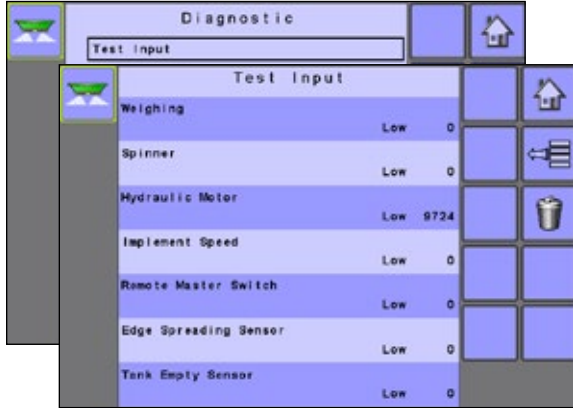 Diagnostic
Test Input
Test Input
Weighing
Low 0
Spinner
Low 0
Hydraulic Motor
Low 9724
Implement Speed
Low 0
Remote Master Switch
Low 0
Edge Spreading Sensor
Low 0
Tank Empty Sensor
Low 0